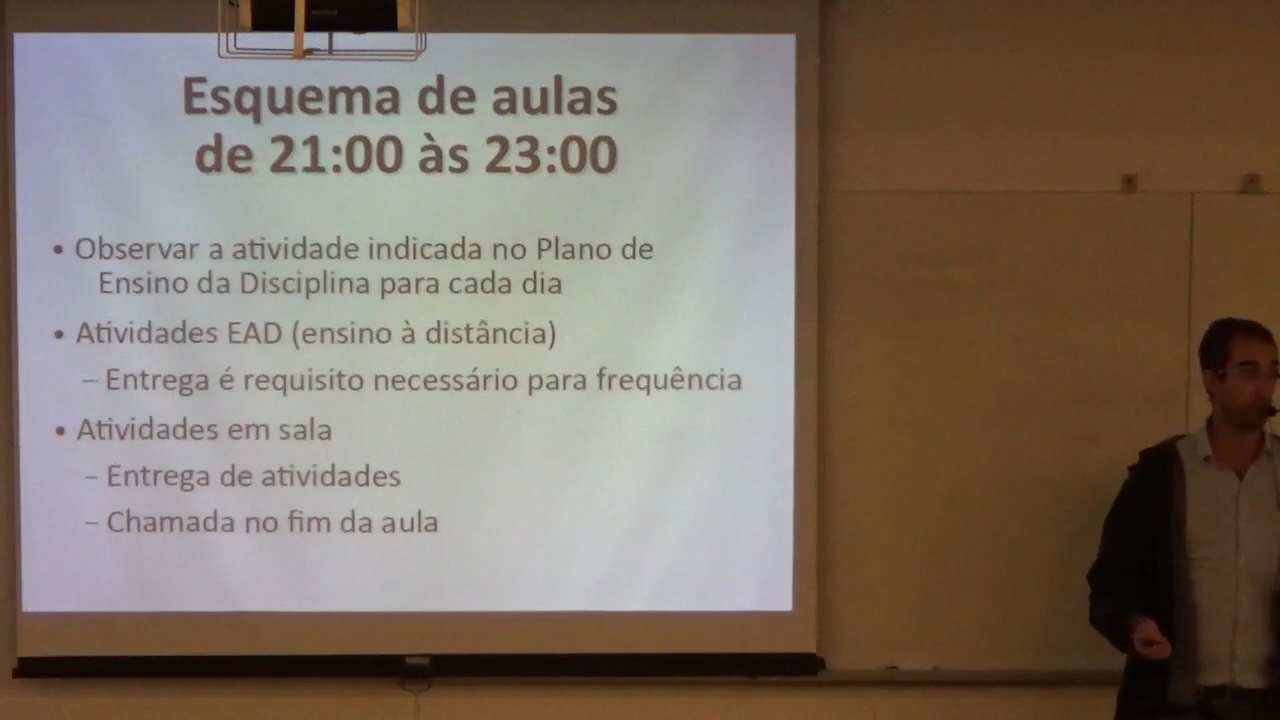 Esquema de aulas
de 21:00 às 23:00
• Observar a atividade indicada no Plano de
Ensino da Disciplina para cada dia
• Atividades EAD (ensino à distância)
– Entrega é requisito necessário para frequência
• Atividades em sala
– Entrega de atividades
– Chamada no fim da aula